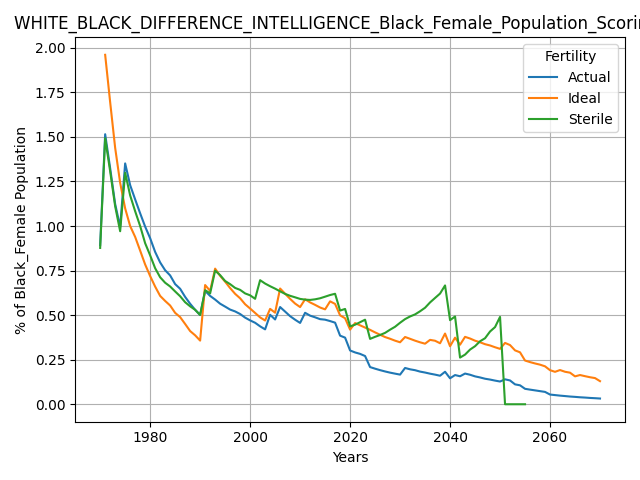 WHITE_BLACK_DIFFERENCE_INTELLIGENCE_Black_Female_Population_Scori
% of Black_Female Population
2.00
1.75
1.50
1.25
1.00
0.75
0.50
0.25
0.00
Fertility
Actual
Ideal
Sterile
1980 2000 2020 2040 2060
Years